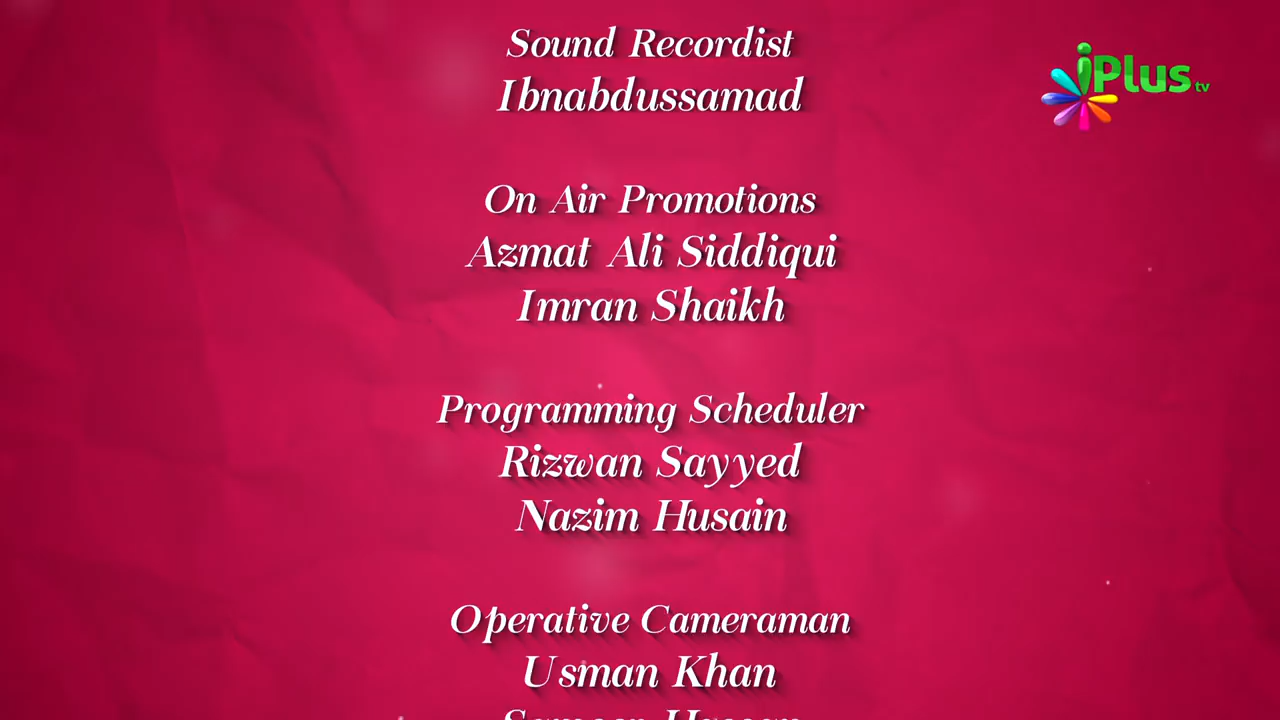 Sound Recordist
Ibnabdussamad
iPlus tv
On Air Promotions
Azmat Ali Siddiqui
Imran Shaikh
Programming Scheduler
Rizwan Sayyed
Nazim Husain
Operative Cameraman
Usman Khan